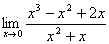 lim x→0 (x³ − x² + 2x) / (x² + x)